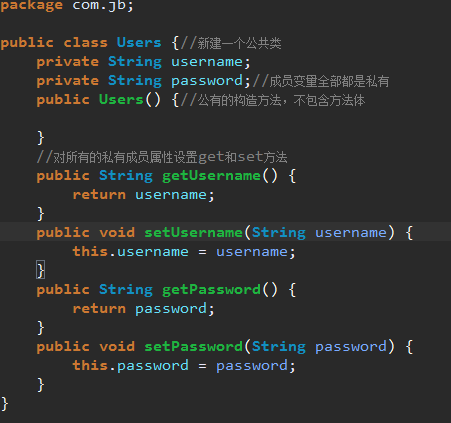 package com.jb;
public class Users {//新建一个公共类
private String username;
private String password;//成员变量全部都是私有
public Users() {//公有的构造方法，不包含方法体
}
//对所有的私有成员属性设置get和set方法
public String getUsername() {
return username;
}
public void setUsername(String username) {
this.username = username;
}
public String getPassword() {
return password;
}
public void setPassword(String password) {
this.password = password;
}
}